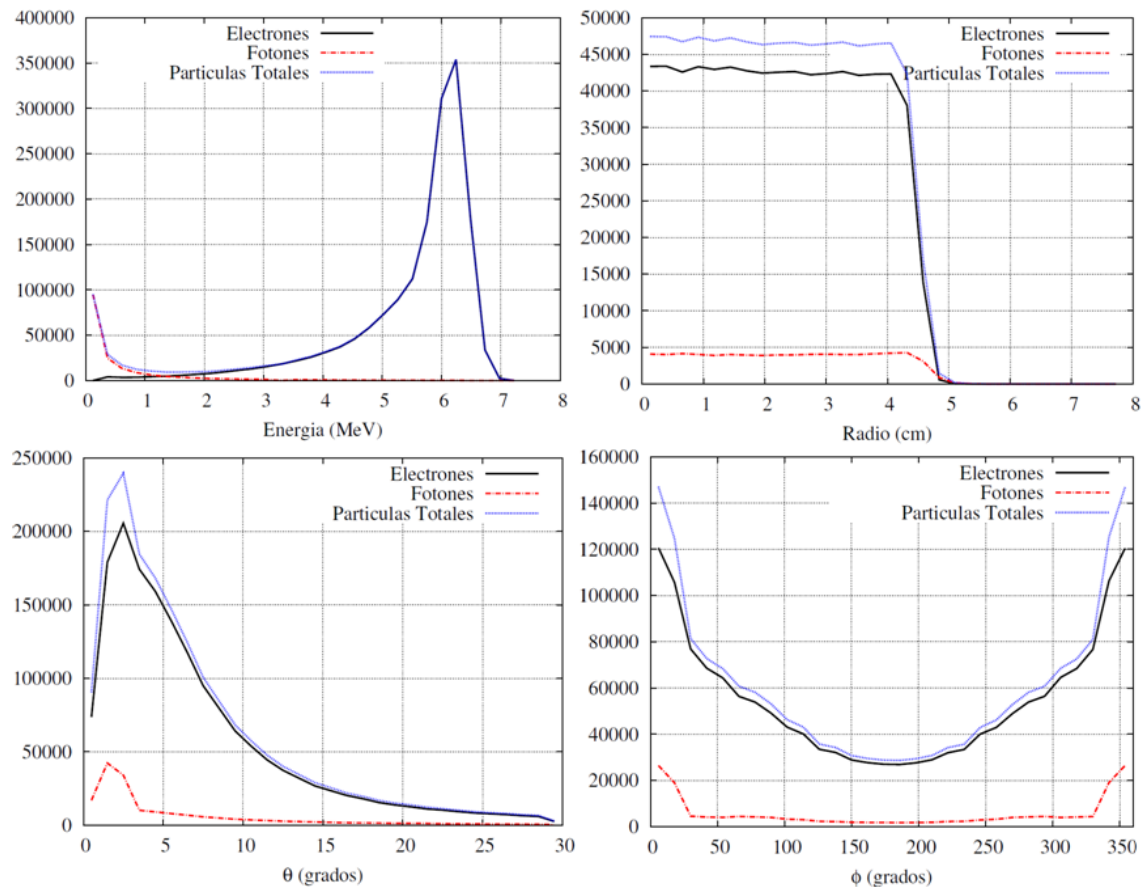 400000
350000
300000
250000
200000
150000
100000
50000
0
Electrones
Fotones
Particulas Totales
0 1 2 3 4 5 6 7 8
Energia (MeV)
50000
45000
40000
35000
30000
25000
20000
15000
10000
5000
0
Electrones
Fotones
Particulas Totales
0 1 2 3 4 5 6 7 8
Radio (cm)
250000
200000
150000
100000
50000
0
Electrones
Fotones
Particulas Totales
0 5 10 15 20 25 30
θ (grados)
160000
140000
120000
100000
80000
60000
40000
20000
0
Electrones
Fotones
Particulas Totales
0 50 100 150 200 250 300 360
ϕ (grados)